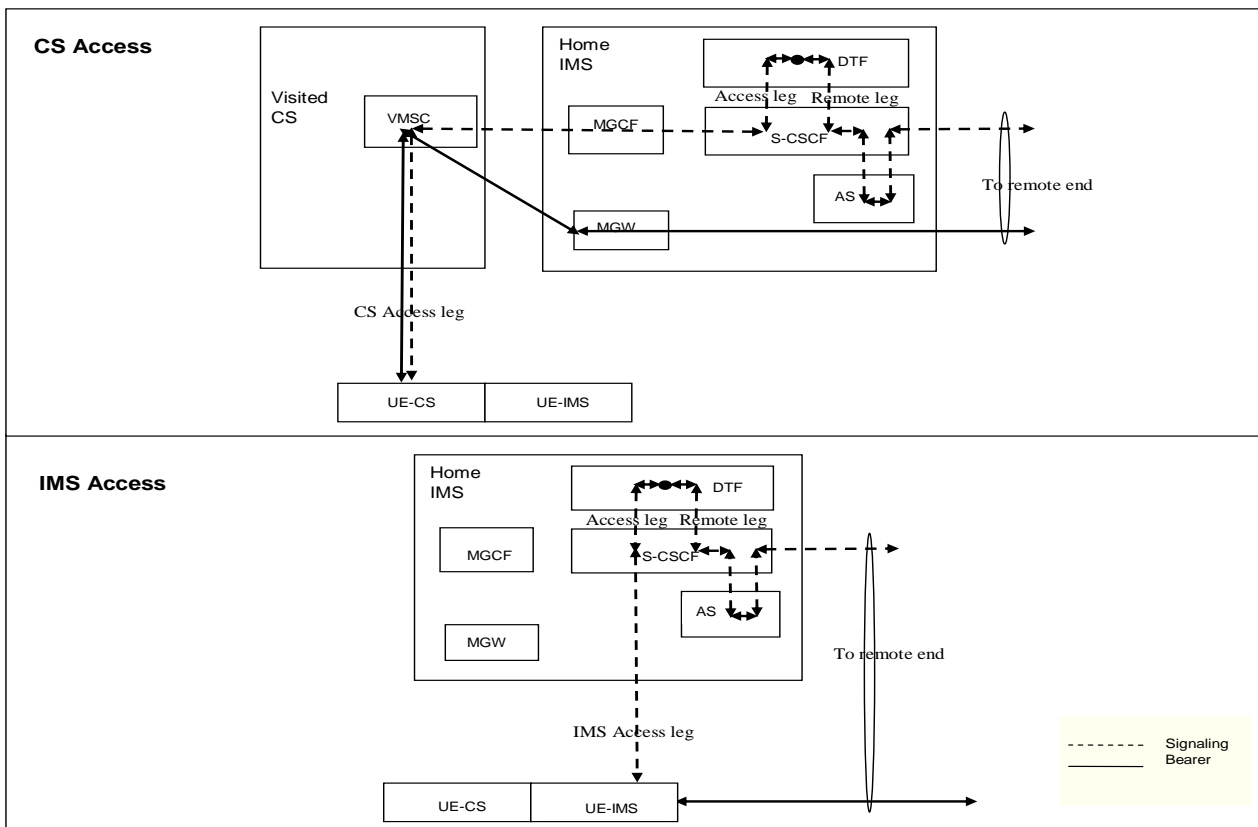 CS Access
Visited
CS
VMSC
Home
IMS
DTF
Access leg
Remote leg
MGCF
S-CSCF
AS
To remote end
MGW
CS Access leg
UE-CS
UE-IMS
IMS Access
Home
IMS
DTF
Access leg
Remote leg
MGCF
S-CSCF
AS
MGW
To remote end
IMS Access leg
UE-CS
UE-IMS
Signaling
Bearer